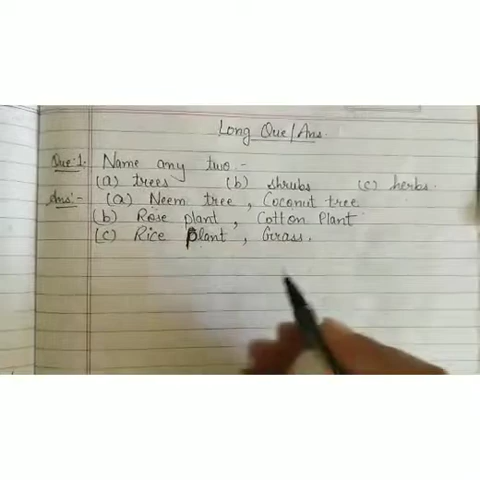 Long Que/Ans.
Que:1. Name any two:-
(a) trees (b) shrubs (c) herbs.
Ans:- (a) Neem tree, Coconut tree
(b) Rose plant, Cotton Plant
(c) Rice plant, Grass.